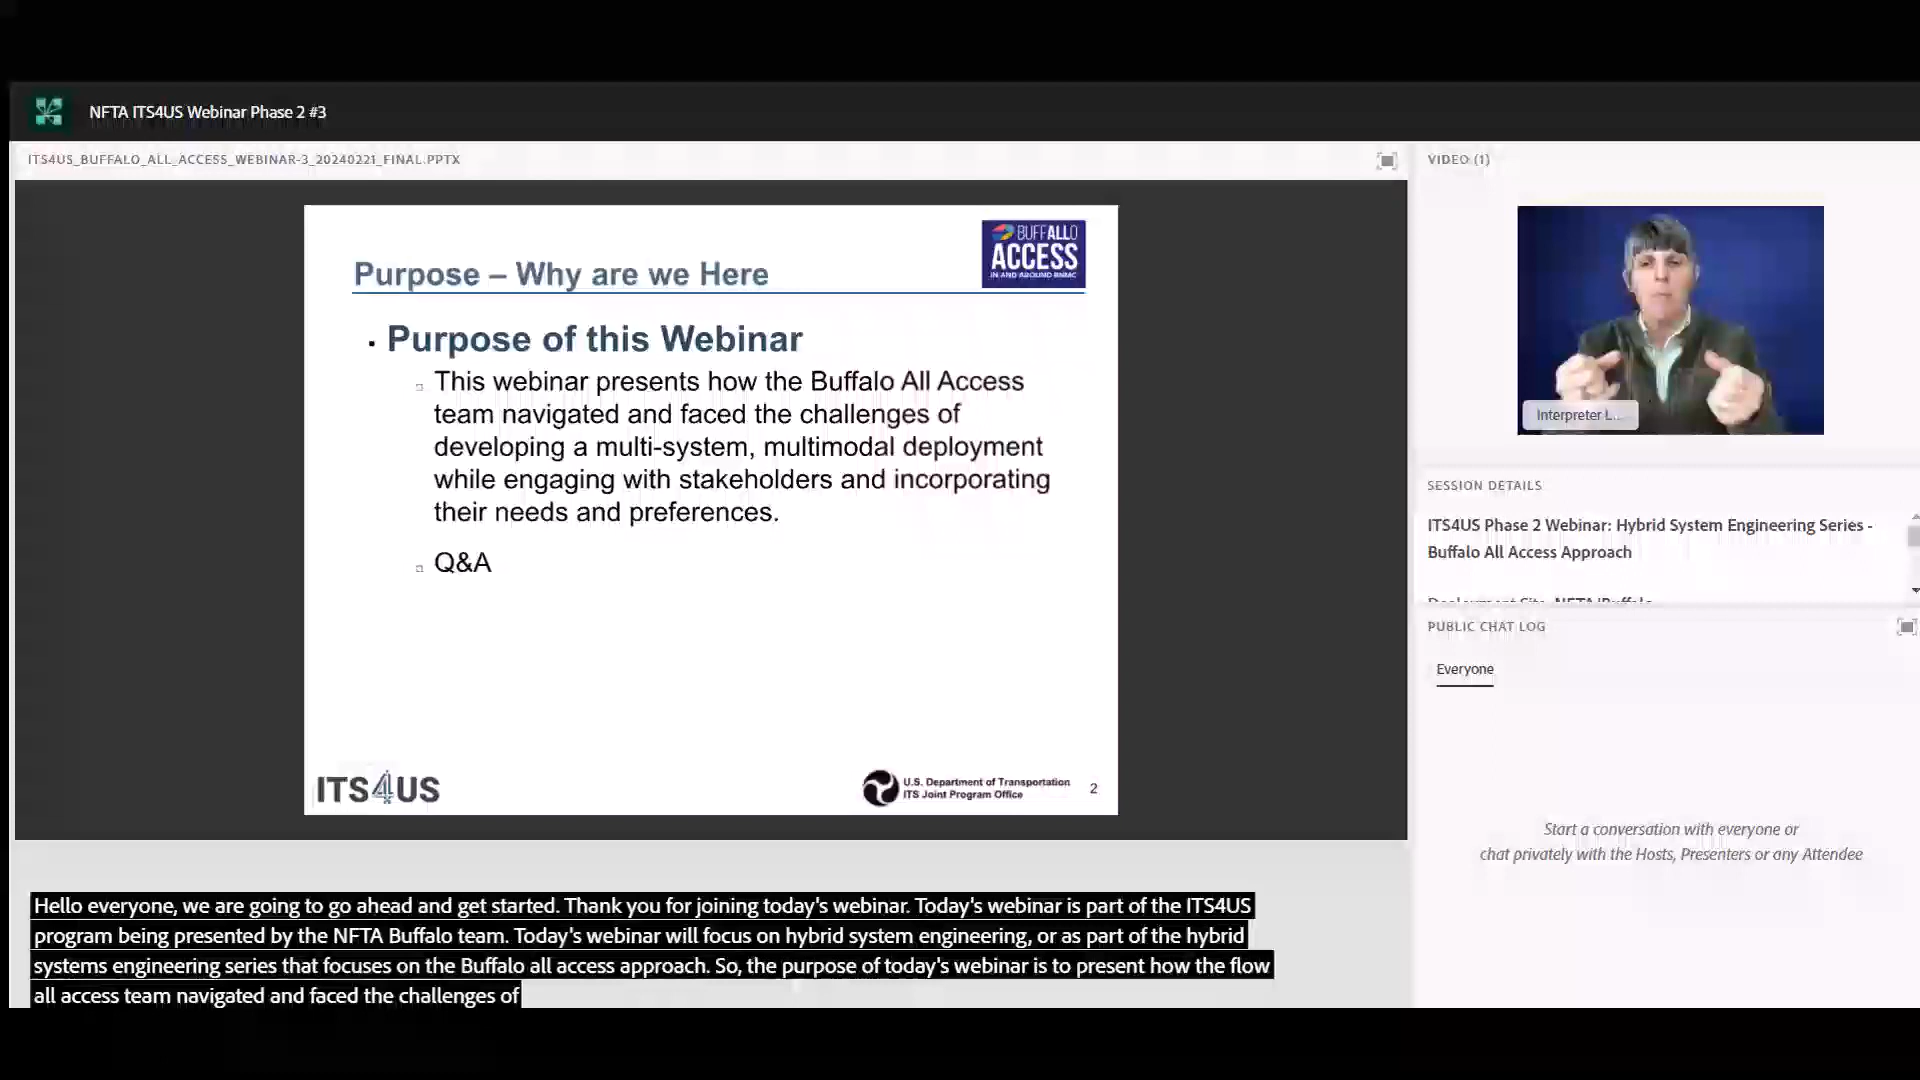 NFTA ITS4US Webinar Phase 2 #3
ITS4US_BUFFALO_ALL_ACCESS_WEBINAR-3_20240221_FINAL.PPTX
BUFFALLO
ACCESS
IN AND AROUND BNMC
Purpose – Why are we Here
Purpose of this Webinar
This webinar presents how the Buffalo All Access
team navigated and faced the challenges of
developing a multi-system, multimodal deployment
while engaging with stakeholders and incorporating
their needs and preferences.
Q&A
ITS4US
U.S. Department of Transportation
ITS Joint Program Office
2
Hello everyone, we are going to go ahead and get started. Thank you for joining today's webinar. Today's webinar is part of the ITS4US
program being presented by the NFTA Buffalo team. Today's webinar will focus on hybrid system engineering, or as part of the hybrid
systems engineering series that focuses on the Buffalo all access approach. So, the purpose of today's webinar is to present how the flow
all access team navigated and faced the challenges of
VIDEO (1)
Interpreter L...
SESSION DETAILS
ITS4US Phase 2 Webinar: Hybrid System Engineering Series -
Buffalo All Access Approach
Deployment Site: NFTA/Buffalo
PUBLIC CHAT LOG
Everyone
Start a conversation with everyone or
chat privately with the Hosts, Presenters or any Attendee